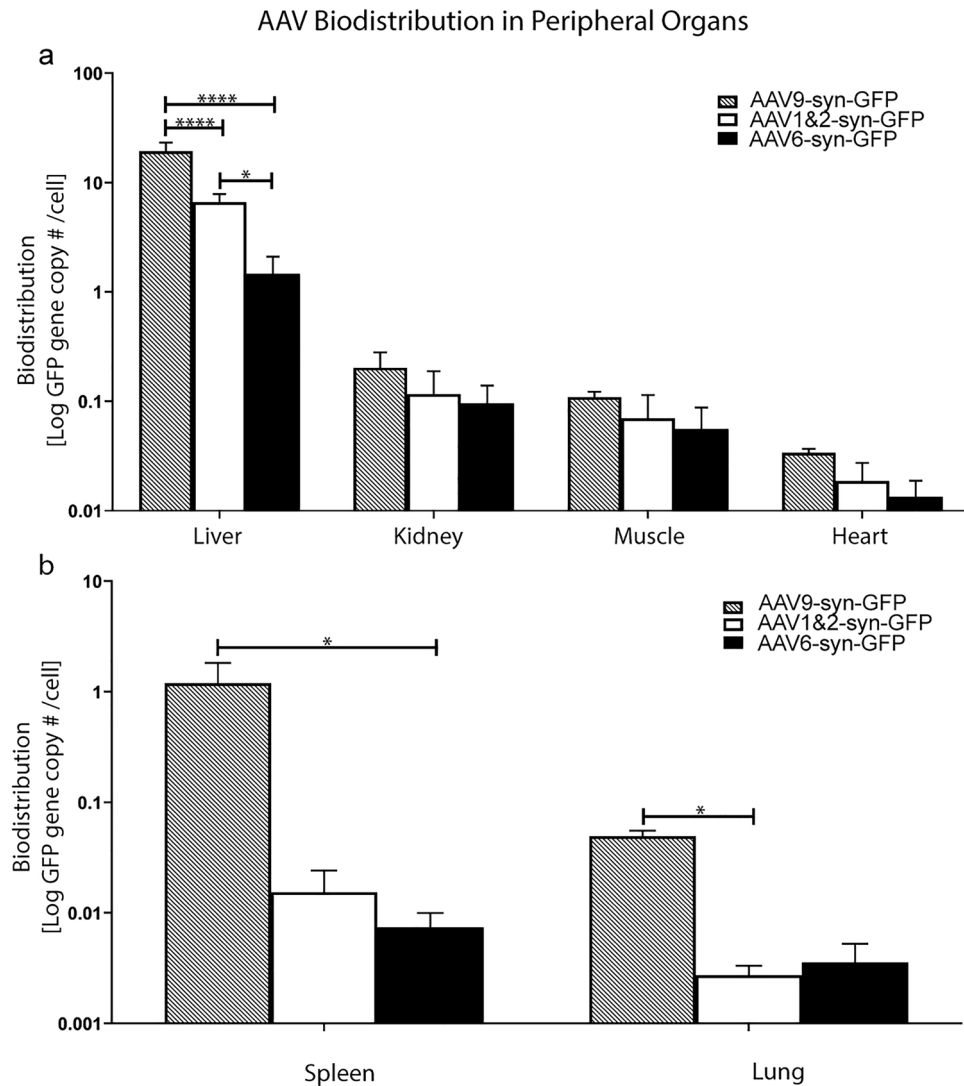 AAV Biodistribution in Peripheral Organs
a
100
10
1
0.1
0.01
Biodistribution
[Log GFP gene copy # /cell]
****
****
*
AAV9-syn-GFP
AAV1&2-syn-GFP
AAV6-syn-GFP
Liver Kidney Muscle Heart
b
10
1
0.1
0.01
0.001
Biodistribution
[Log GFP gene copy # /cell]
*
*
AAV9-syn-GFP
AAV1&2-syn-GFP
AAV6-syn-GFP
Spleen Lung